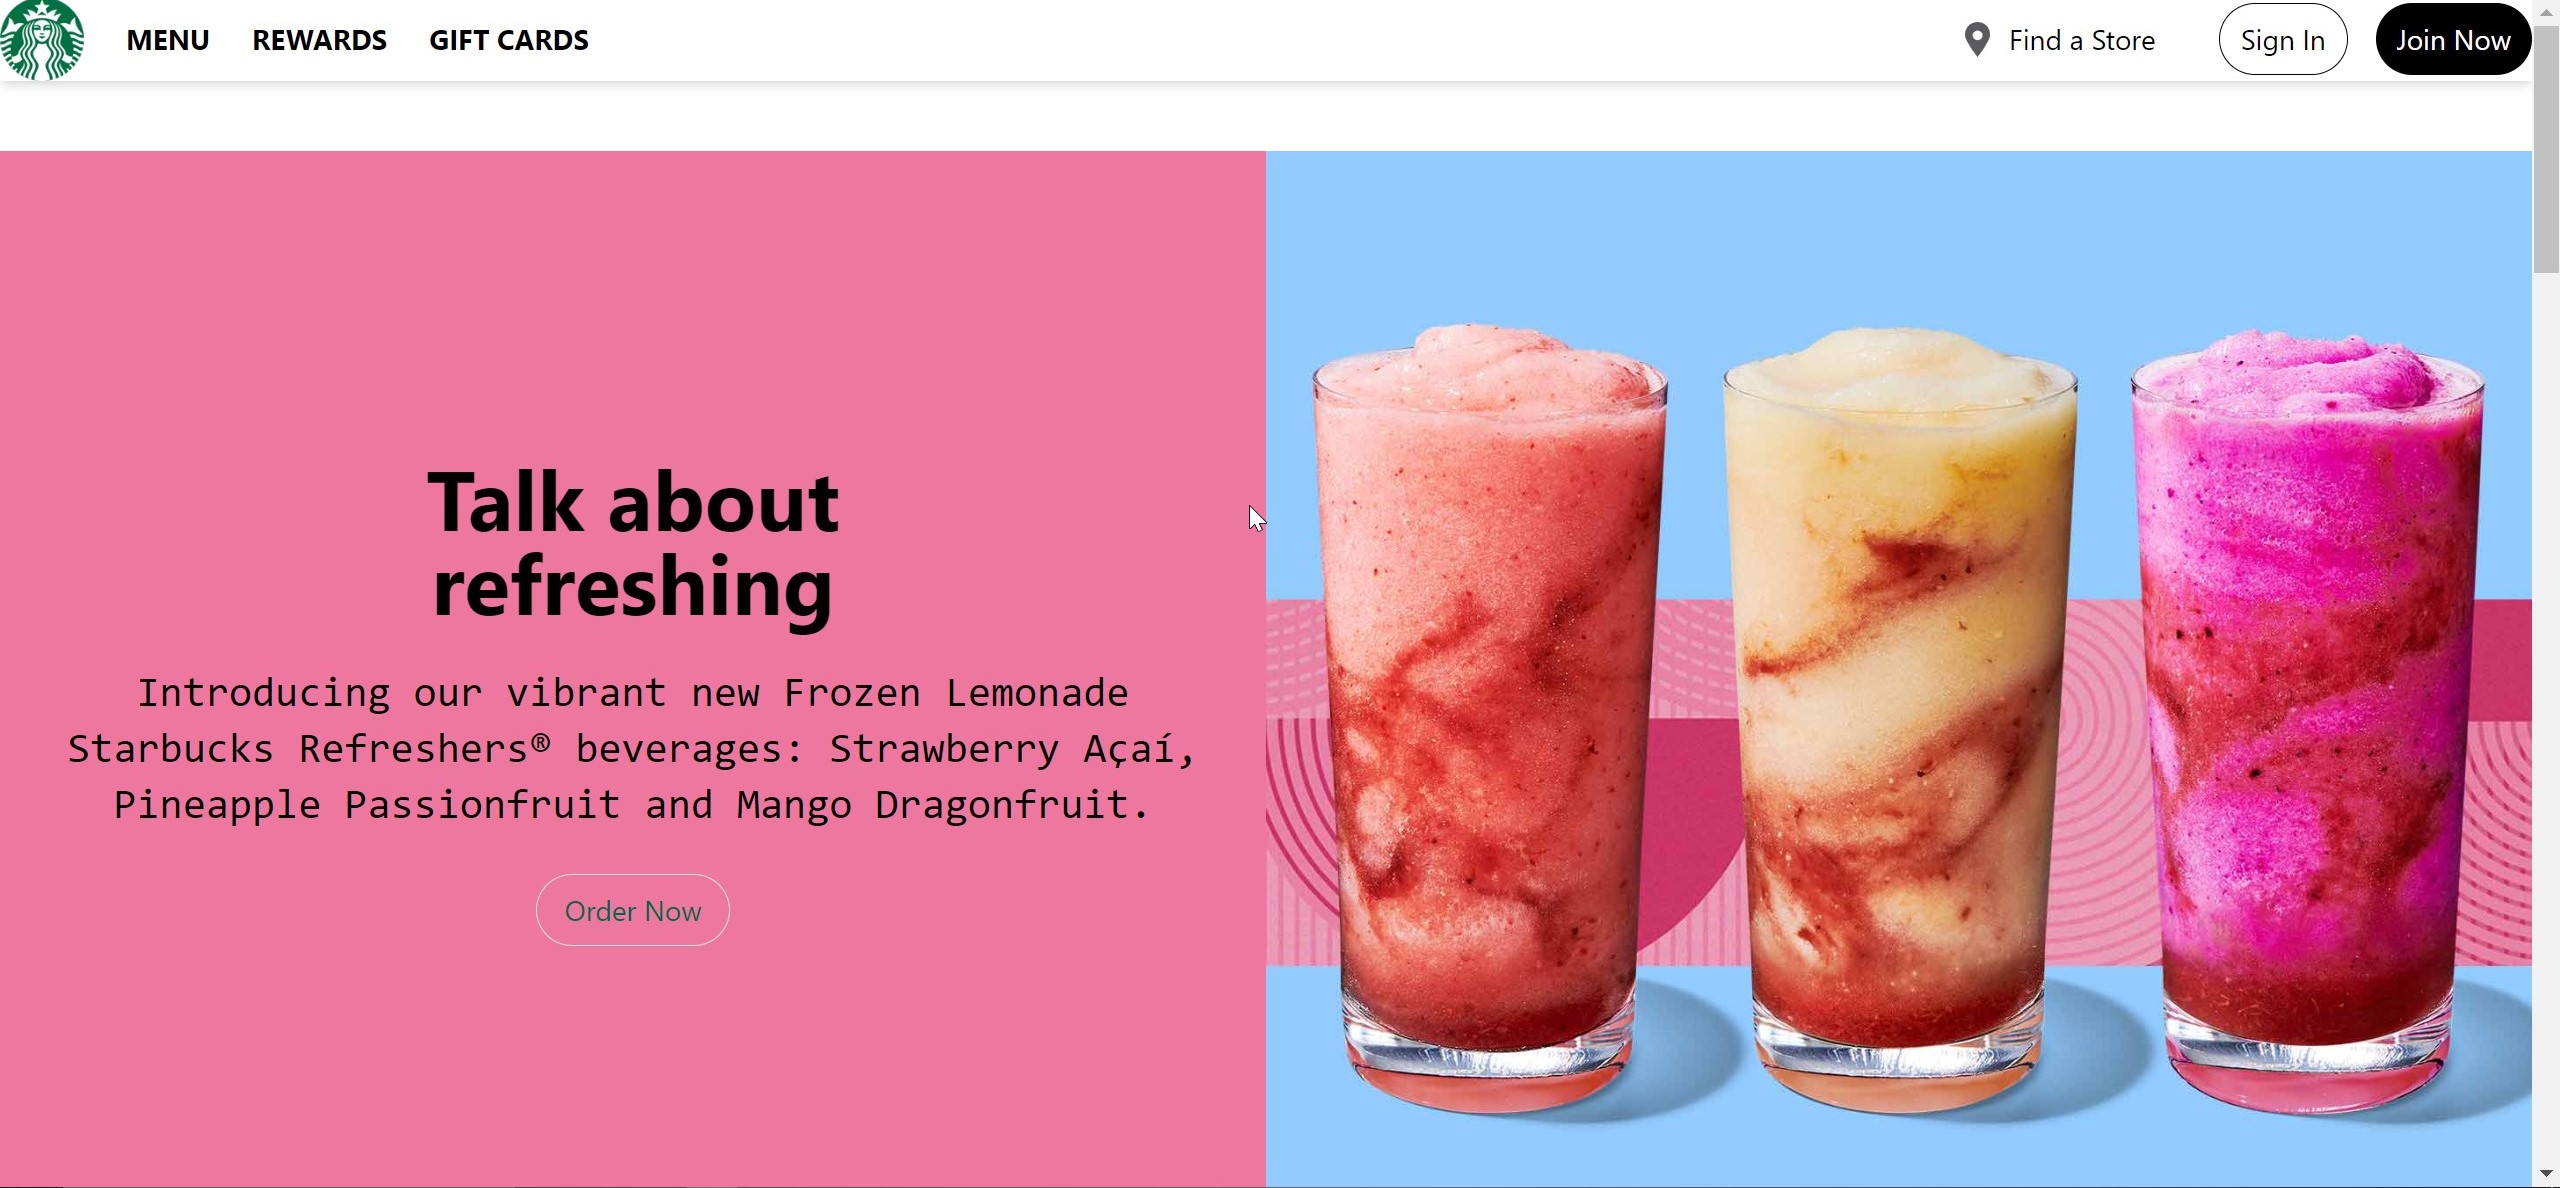 MENU REWARDS GIFT CARDS Find a Store Sign In Join Now
Talk about
refreshing
Introducing our vibrant new Frozen Lemonade
Starbucks Refreshers® beverages: Strawberry Açaí,
Pineapple Passionfruit and Mango Dragonfruit.
Order Now